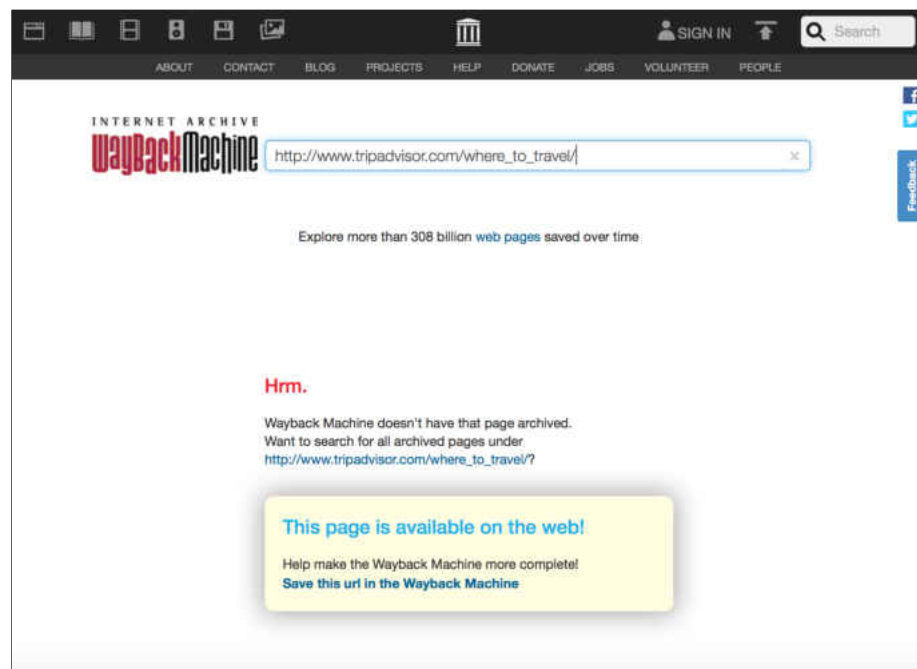 SIGN IN
Search
ABOUT CONTACT BLOG PROJECTS HELP DONATE JOBS VOLUNTEER PEOPLE
INTERNET ARCHIVE
WayBackMachine
http://www.tripadvisor.com/where_to_travel/
Feedback
Explore more than 308 billion web pages saved over time
Hrm.
Wayback Machine doesn't have that page archived.
Want to search for all archived pages under
http://www.tripadvisor.com/where_to_travel/?
This page is available on the web!
Help make the Wayback Machine more complete!
Save this url in the Wayback Machine